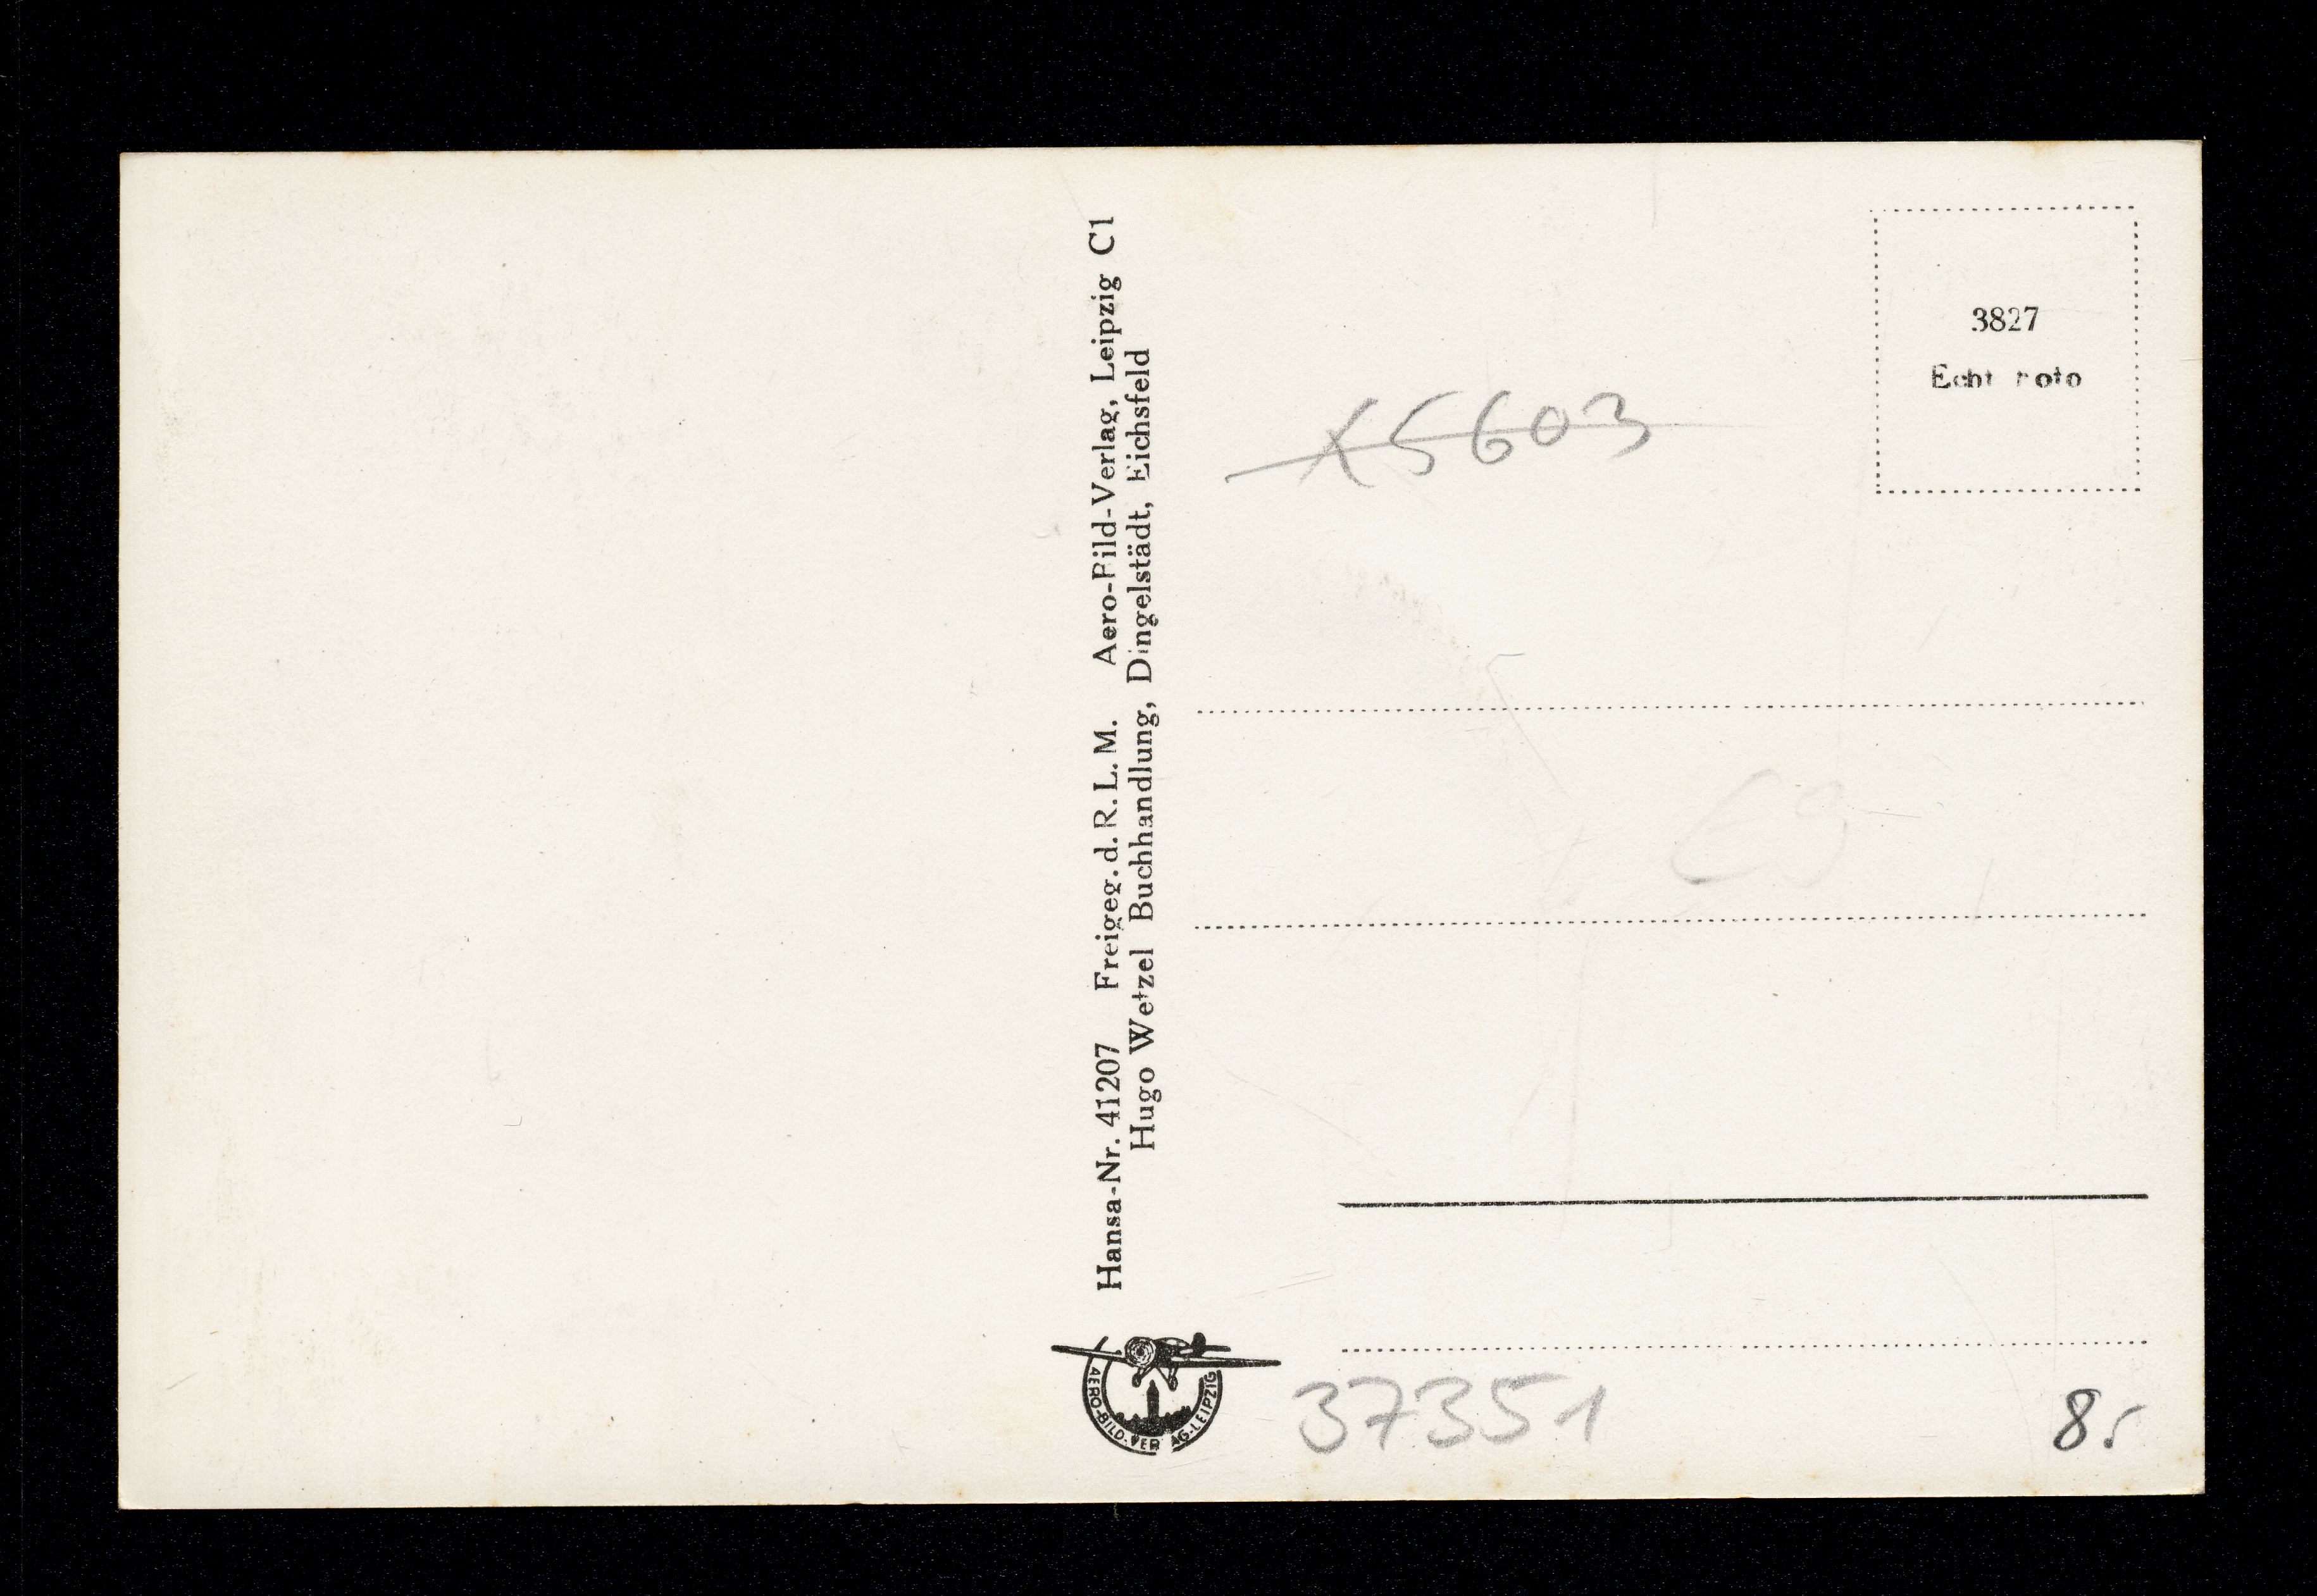 Hansa-Nr. 41207 Freigeg. d. R. L. M. Aero-Bild-Verlag, Leipzig C1
Hugo Wetzel Buchhandlung, Dingelstädt, Eichsfeld
3827
Echt Foto
5603
37351
8
AERO-BILD-VERLAG-LEIPZIG